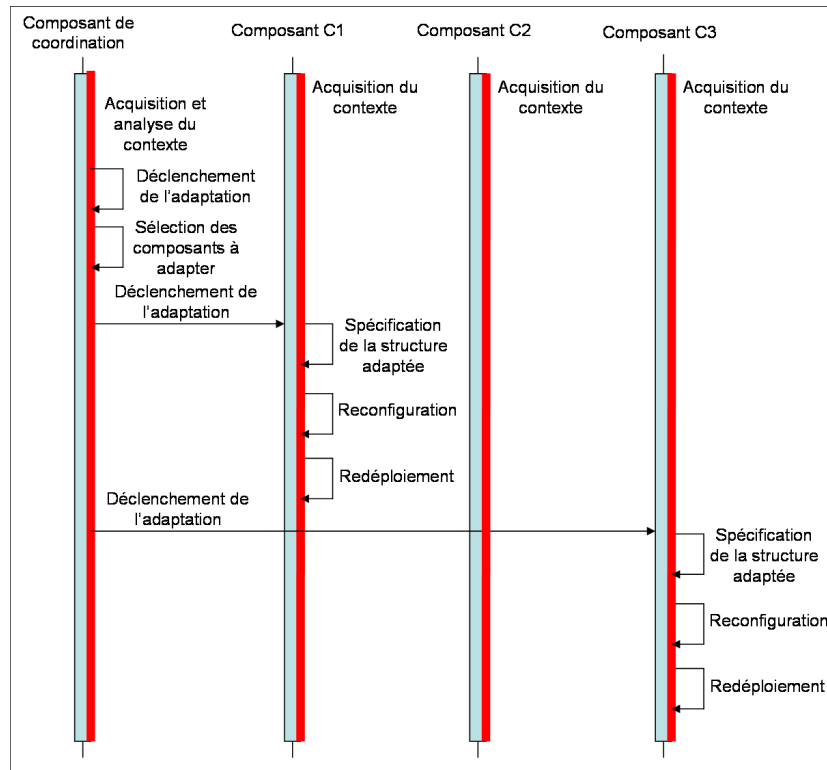 Composant de
coordination
Composant C1
Composant C2
Composant C3
Acquisition et
analyse du
contexte
Acquisition du
contexte
Acquisition du
contexte
Acquisition du
contexte
Déclenchement
de l'adaptation
Sélection des
composants à
adapter
Déclenchement de
l'adaptation
Spécification
de la structure
adaptée
Reconfiguration
Redéploiement
Déclenchement de
l'adaptation
Spécification
de la structure
adaptée
Reconfiguration
Redéploiement